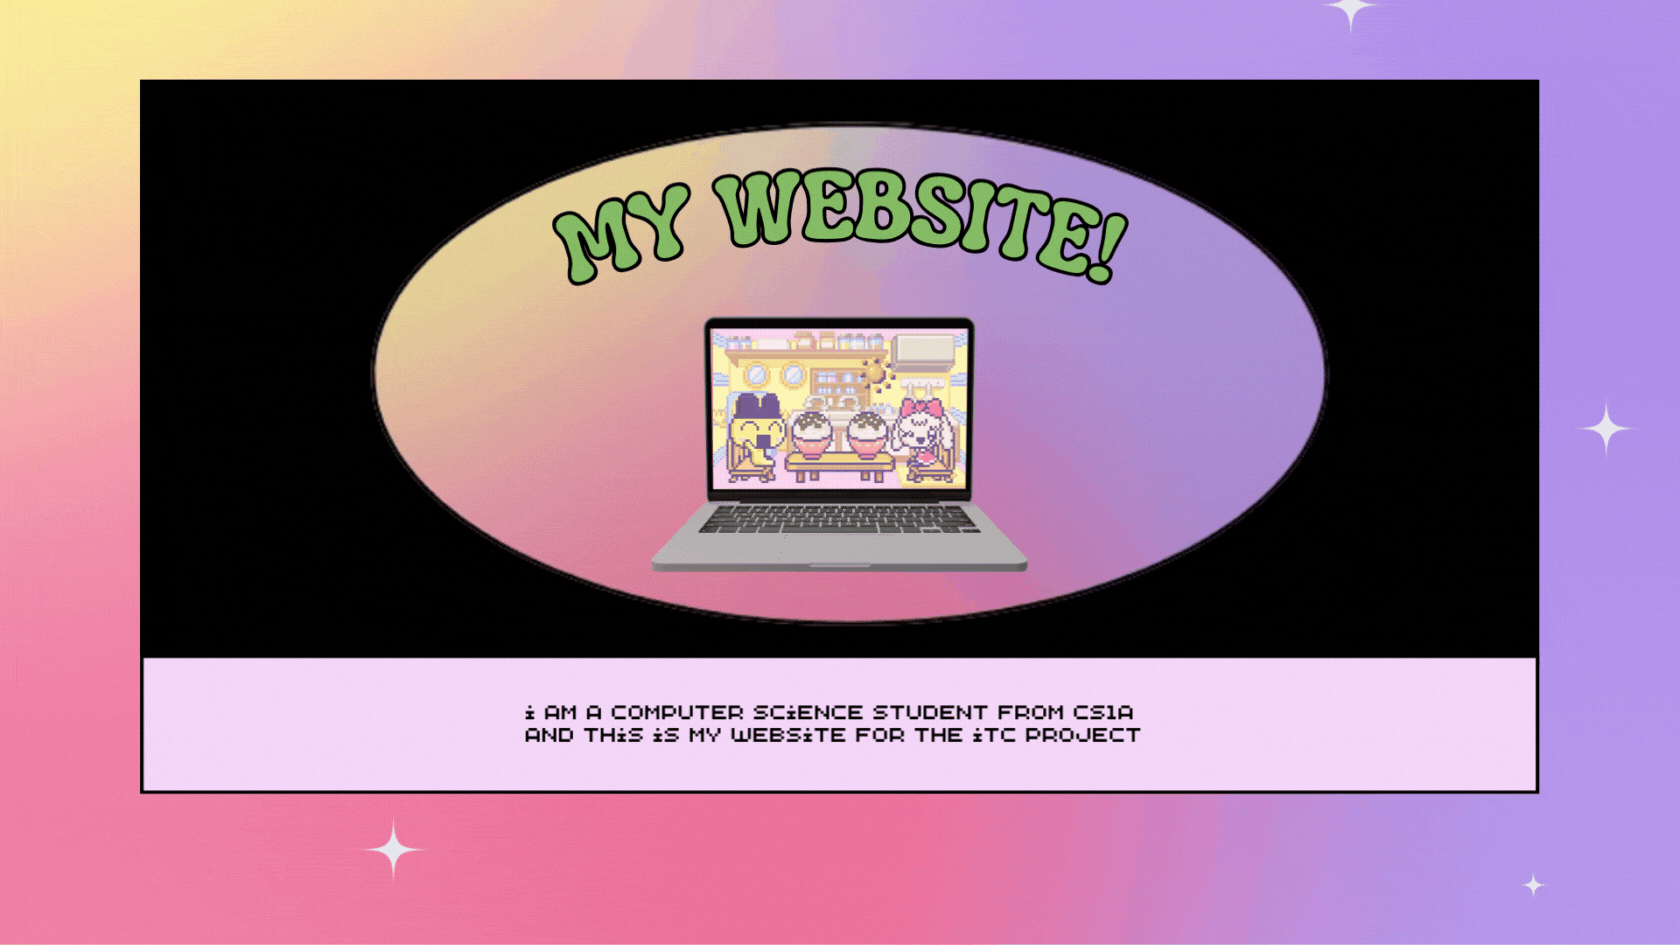 MY WEBSITE!
i AM A COMPUTER SCiENCE STUDENT FROM CS1A
AND THiS iS MY WEBSiTE FOR THE iTC PROJECT